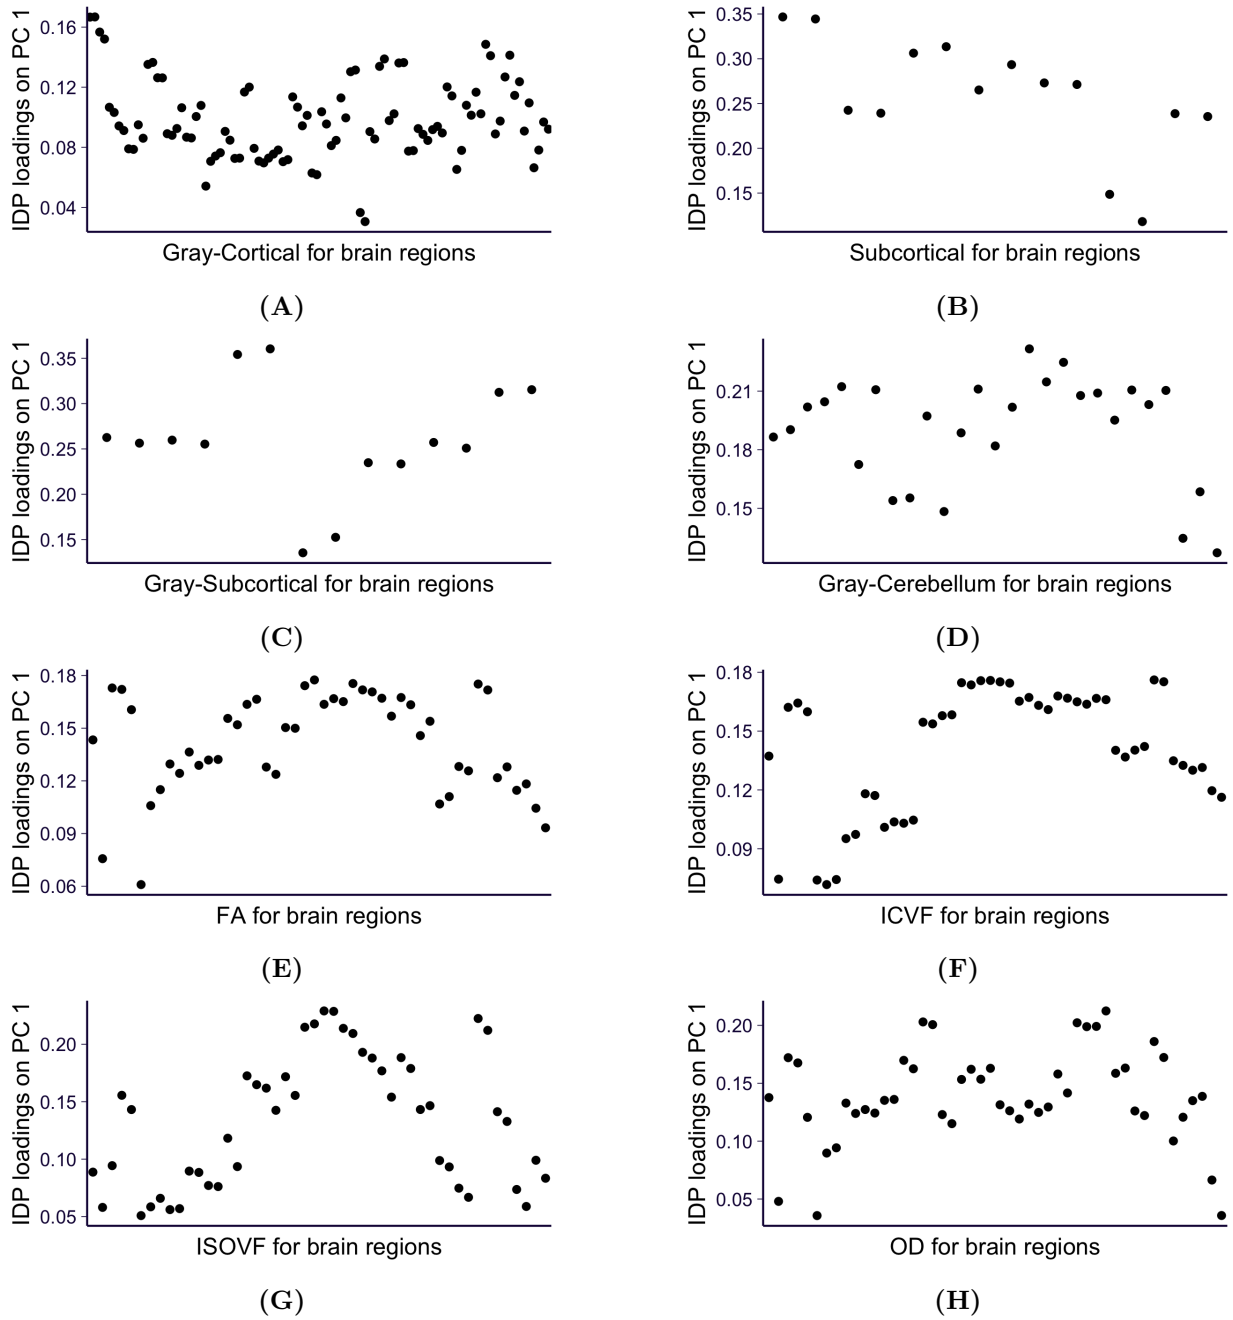 IDP loadings on PC 1
0.16
0.12
0.08
0.04
Gray-Cortical for brain regions
(A)
IDP loadings on PC 1
0.35
0.30
0.25
0.20
0.15
Subcortical for brain regions
(B)
IDP loadings on PC 1
0.35
0.30
0.25
0.20
0.15
Gray-Subcortical for brain regions
(C)
IDP loadings on PC 1
0.21
0.18
0.15
Gray-Cerebellum for brain regions
(D)
IDP loadings on PC 1
0.18
0.15
0.12
0.09
0.06
FA for brain regions
(E)
IDP loadings on PC 1
0.18
0.15
0.12
0.09
ICVF for brain regions
(F)
IDP loadings on PC 1
0.20
0.15
0.10
0.05
ISOVF for brain regions
(G)
IDP loadings on PC 1
0.20
0.15
0.10
0.05
OD for brain regions
(H)